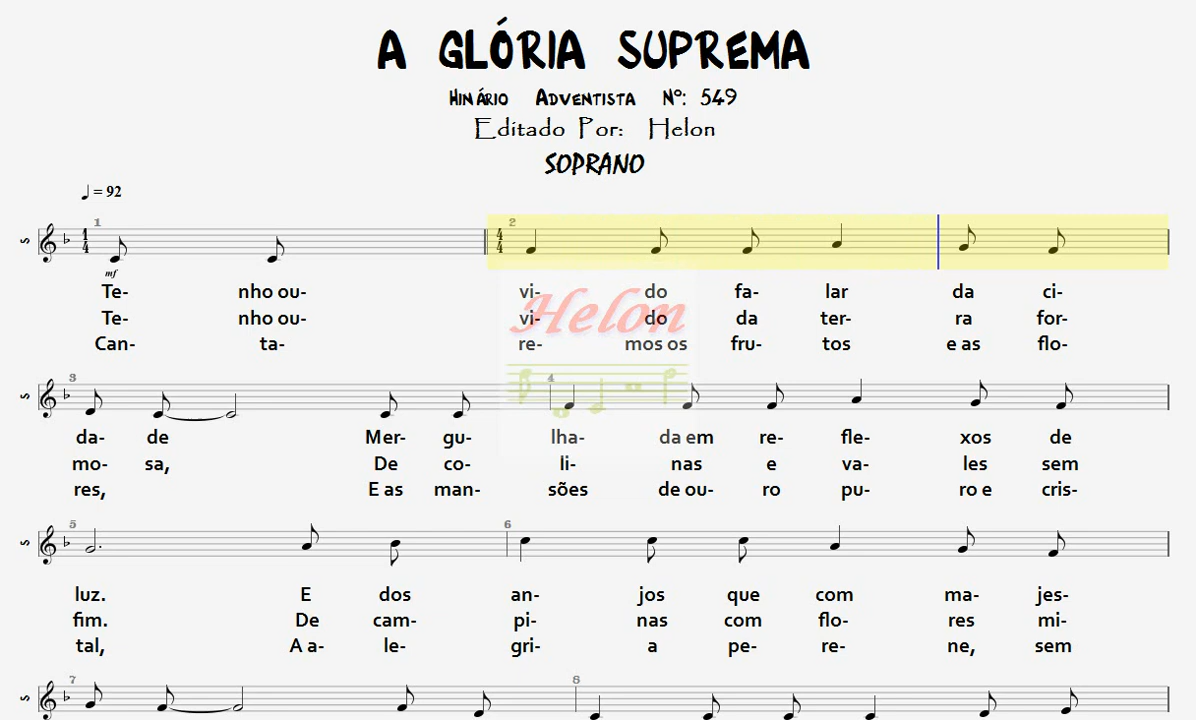 A GLÓRIA SUPREMA
HINÁRIO ADVENTISTA Nº: 549
Editado Por: Helon
SOPRANO
= 92
1 2
S 1 4 4 4
mf
Te- nho ou- vi- do fa- lar da ci-
Te- nho ou- vi- do da ter- ra for-
Can- ta- re- mos os fru- tos e as flo-
Helon
3 4
S
da- de Mer- gu- lha- da em re- fle- xos de
mo- sa, De co- li- nas e va- les sem
res, E as man- sões de ou- ro pu- ro e cris-
5 6
S
luz. E dos an- jos que com ma- jes-
fim. De cam- pi- nas com flo- res mi-
tal, A a- le- gri- a pe- re- ne, sem
7 8
S